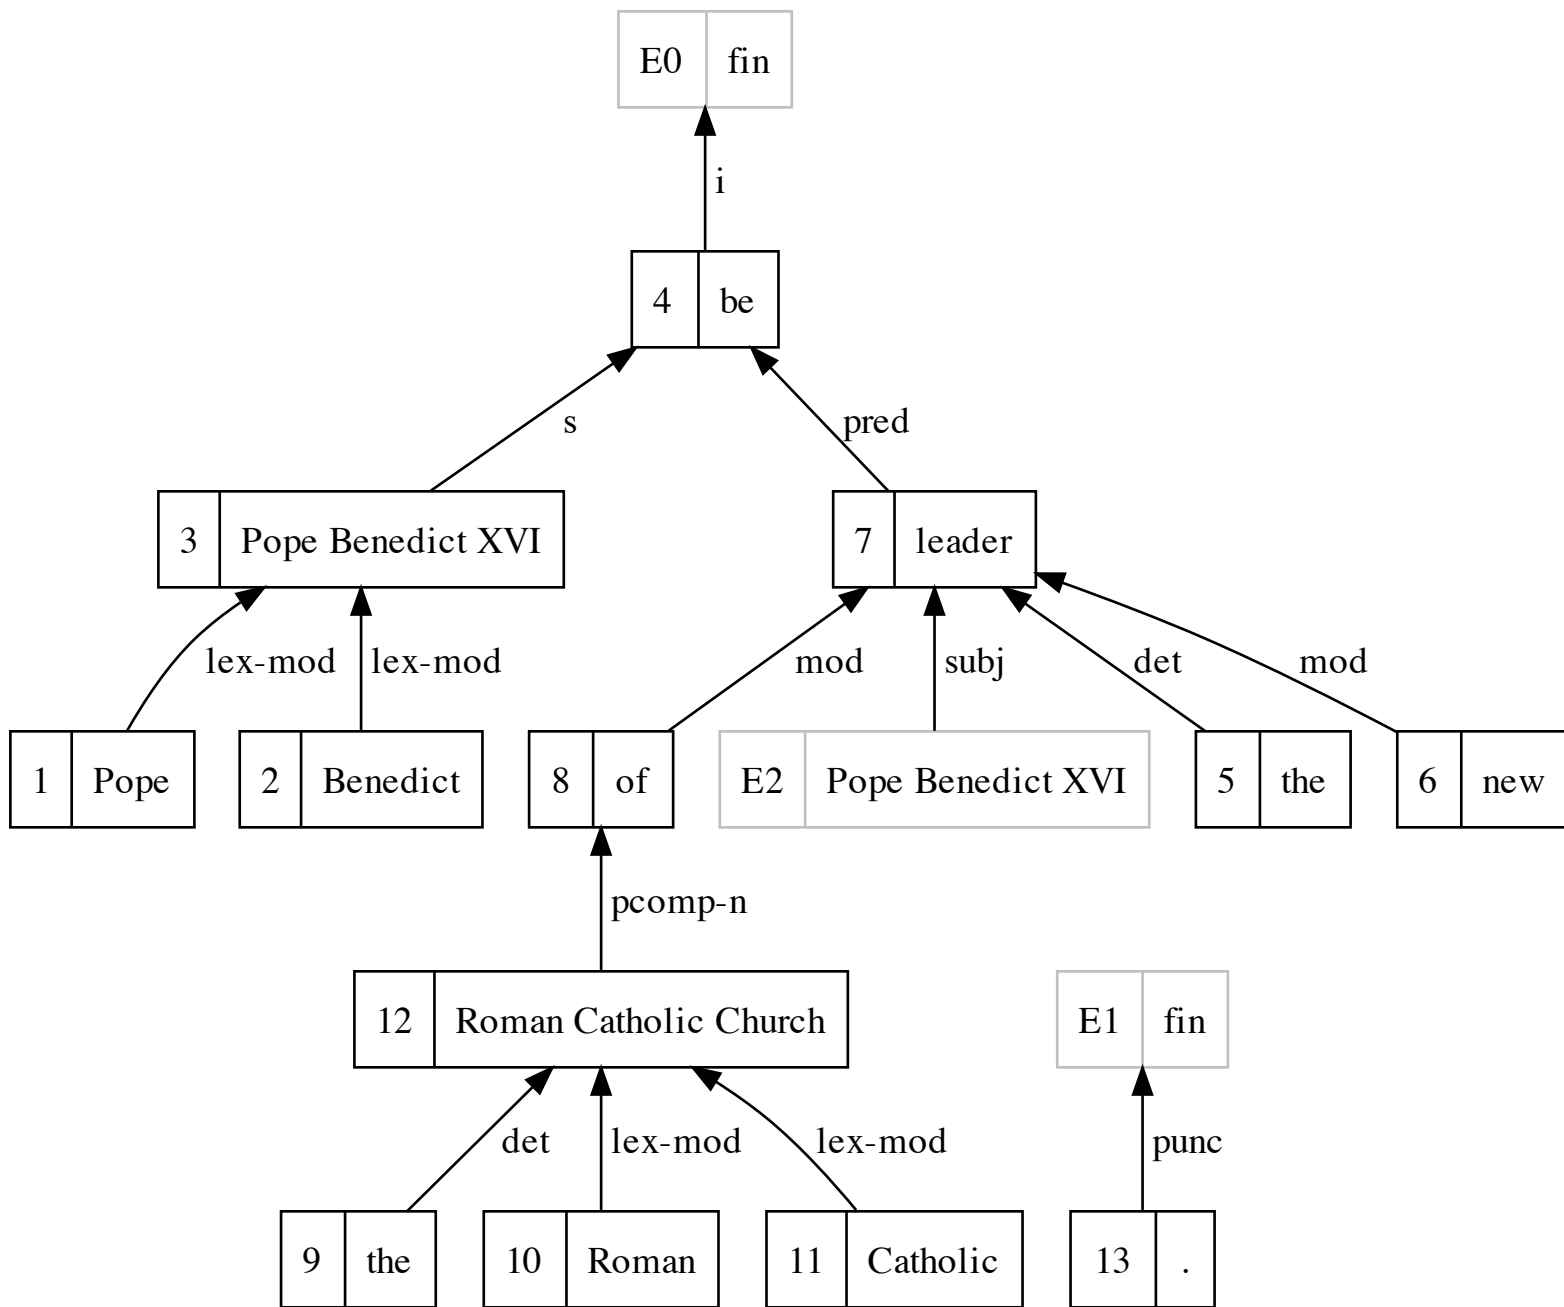 E0 fin
i
4 be
s pred
3 Pope Benedict XVI 7 leader
lex-mod lex-mod mod subj det mod
1 Pope 2 Benedict 8 of E2 Pope Benedict XVI 5 the 6 new
pcomp-n
12 Roman Catholic Church E1 fin
det lex-mod lex-mod punc
9 the 10 Roman 11 Catholic 13 .